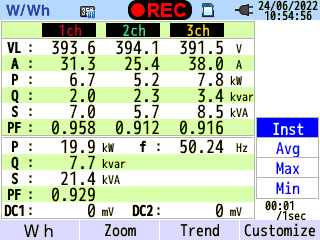 W/Wh REC 24/06/2022
10:54:56
1ch 2ch 3ch
VL: 393.6 394.1 391.5 V
A : 31.3 25.4 38.0 A
P : 6.7 5.2 7.8 kW
Q : 2.0 2.3 3.4 kvar
S : 7.0 5.7 8.5 kVA
PF: 0.958 0.912 0.916
P : 19.9 kW f : 50.24 Hz
Q : 7.7 kvar
S : 21.4 kVA
PF: 0.929
DC1: 0 mV DC2: 0 mV
Inst
Avg
Max
Min
00:01
/1sec
Wh Zoom Trend Customize